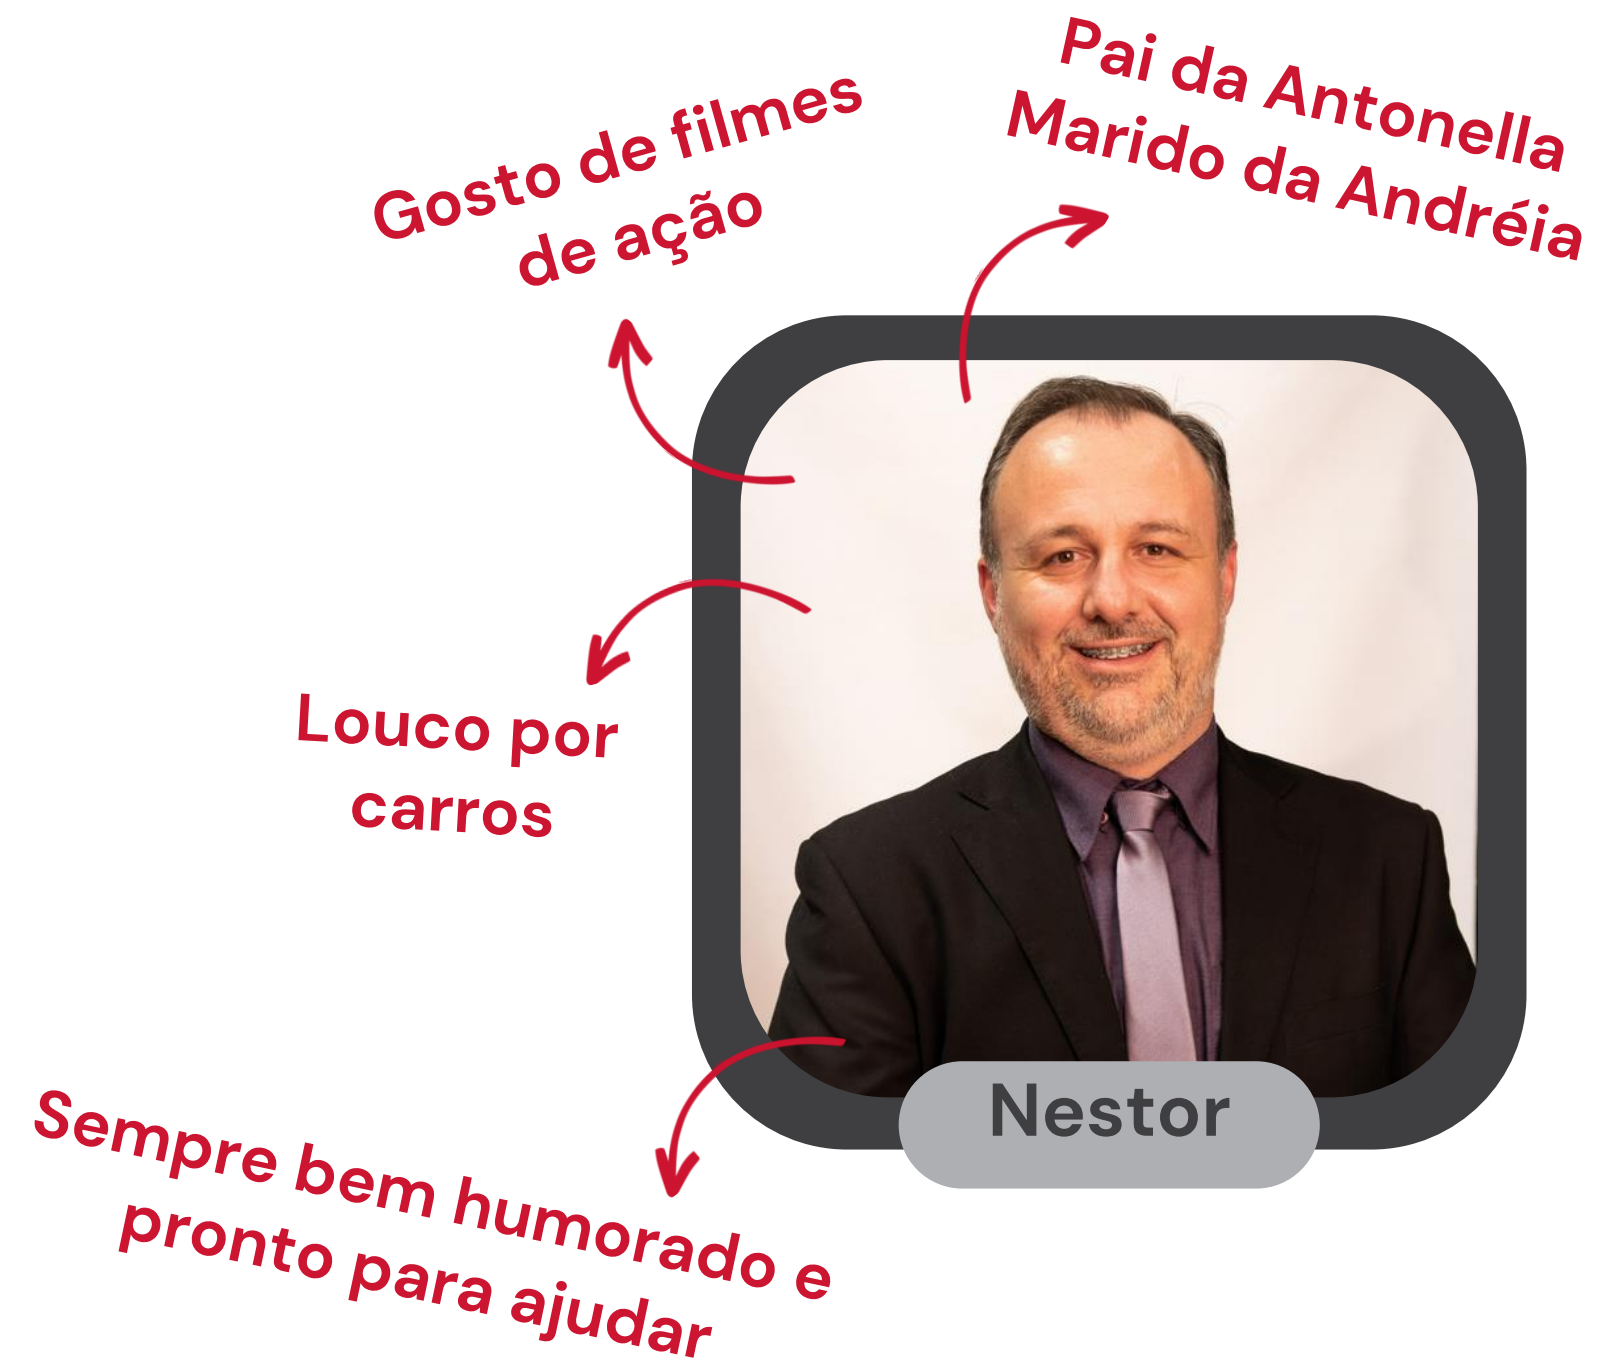 Pai da Antonella
Marido da Andréia
Gosto de filmes
de ação
Louco por
carros
Sempre bem humorado e
pronto para ajudar
Nestor